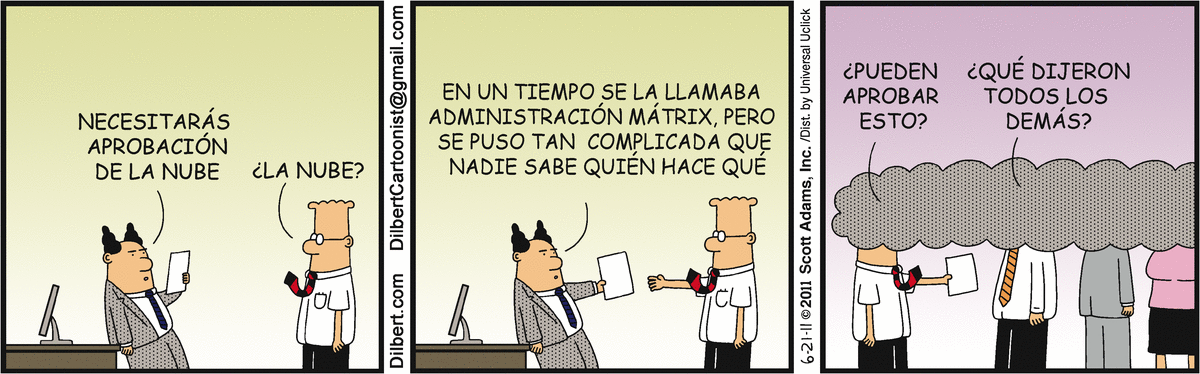 NECESITARÁS
APROBACIÓN
DE LA NUBE
¿LA NUBE?
Dilbert.com DilbertCartoonist@gmail.com
EN UN TIEMPO SE LA LLAMABA
ADMINISTRACIÓN MÁTRIX, PERO
SE PUSO TAN COMPLICADA QUE
NADIE SABE QUIÉN HACE QUÉ
6-21-11 © 2011 Scott Adams, Inc. /Dist. by Universal Uclick
¿PUEDEN
APROBAR
ESTO?
¿QUÉ DIJERON
TODOS LOS
DEMÁS?